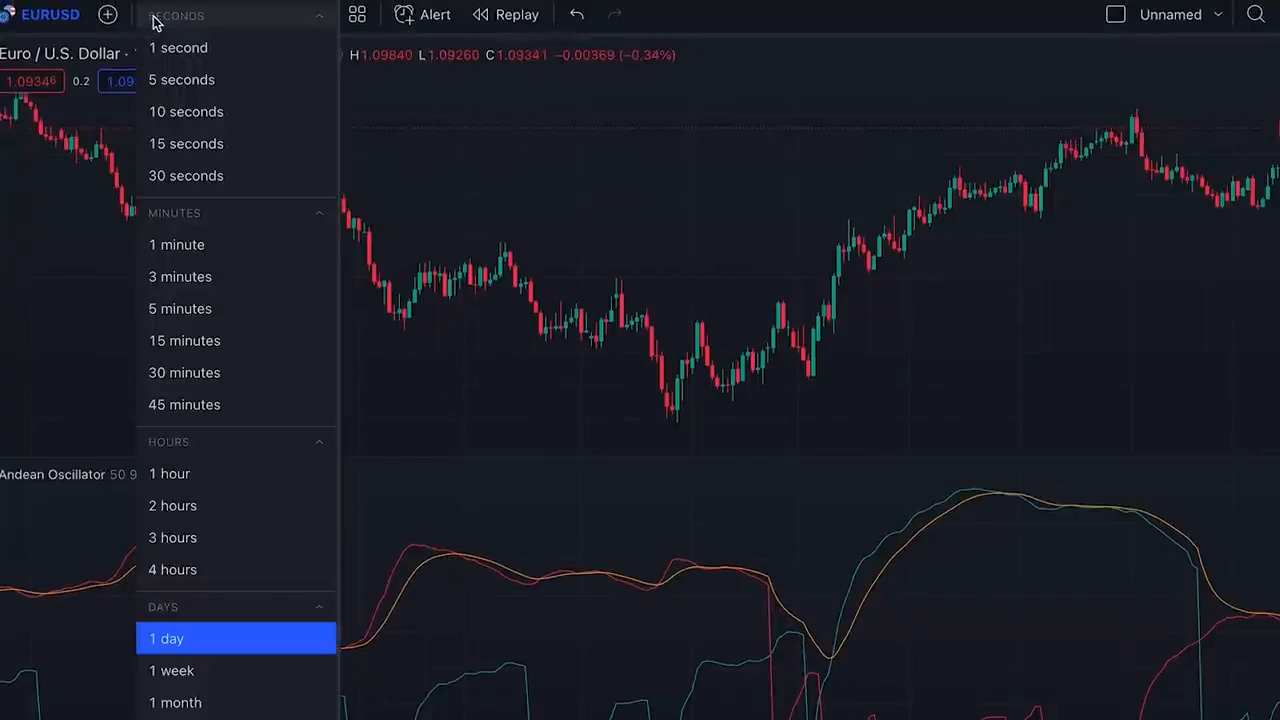 EURUSD
SECONDS
Alert
Replay
Unnamed
Euro / U.S. Dollar ·
H1.09840 L1.09260 C1.09341 −0.00369 (−0.34%)
1.09346
0.2
1.09
1 second
5 seconds
10 seconds
15 seconds
30 seconds
MINUTES
1 minute
3 minutes
5 minutes
15 minutes
30 minutes
45 minutes
HOURS
1 hour
2 hours
3 hours
4 hours
DAYS
1 day
1 week
1 month
Andean Oscillator 50 9